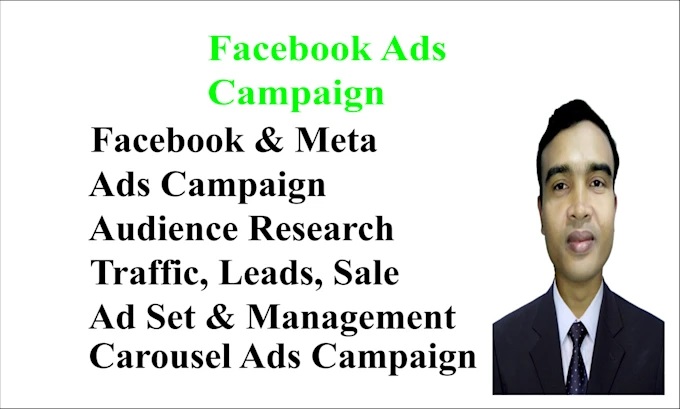 Facebook Ads
Campaign
Facebook & Meta
Ads Campaign
Audience Research
Traffic, Leads, Sale
Ad Set & Management
Carousel Ads Campaign